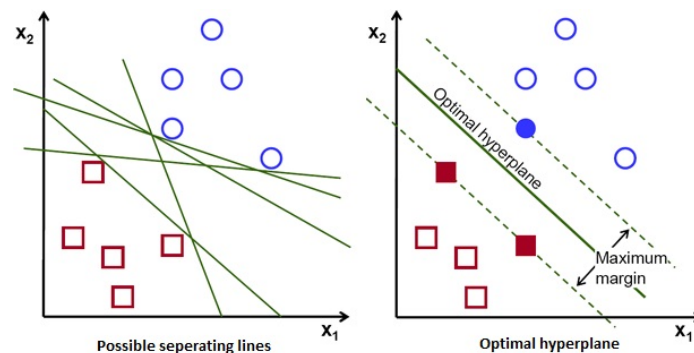 x2
x1
Possible seperating lines
x2
Optimal hyperplane
Maximum
margin
x1
Optimal hyperplane